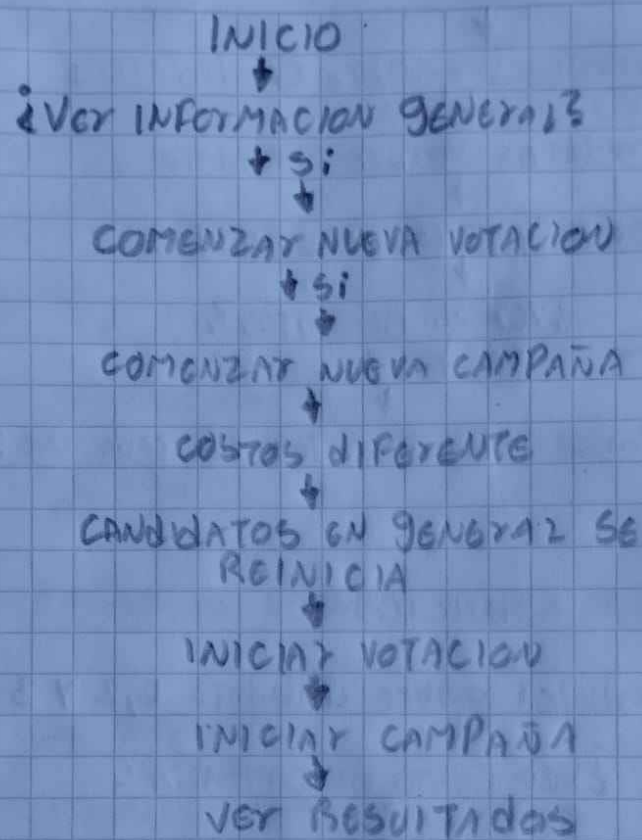 INICIO
¿Ver INFORMACION GENERAL?
si
COMENZAR NUEVA VOTACION
si
COMENZAR NUEVA CAMPAÑA
COSTOS DIFERENTE
CANDIDATOS EN GENERAL SE
REINICIA
INICIAR VOTACION
INICIAR CAMPAÑA
VER RESULTADOS